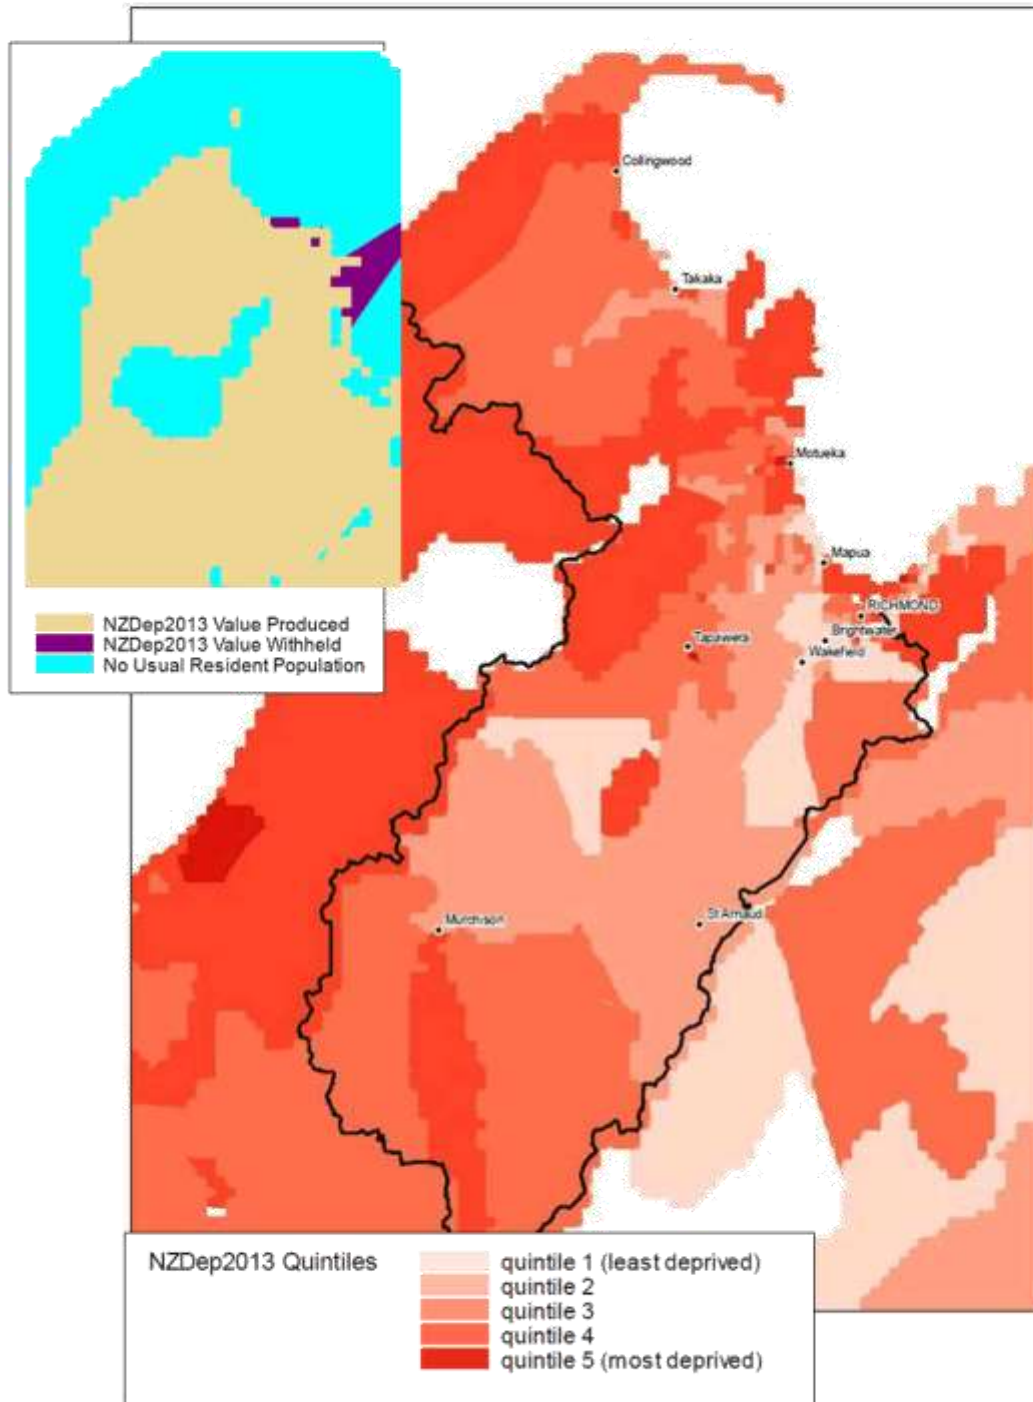 Collingwood
Takaka
Motueka
Mapua
RICHMOND
Brightwater
Tapawera
Wakefield
NZDep2013 Value Produced
NZDep2013 Value Withheld
No Usual Resident Population
Murchison
St Arnaud
NZDep2013 Quintiles
quintile 1 (least deprived)
quintile 2
quintile 3
quintile 4
quintile 5 (most deprived)